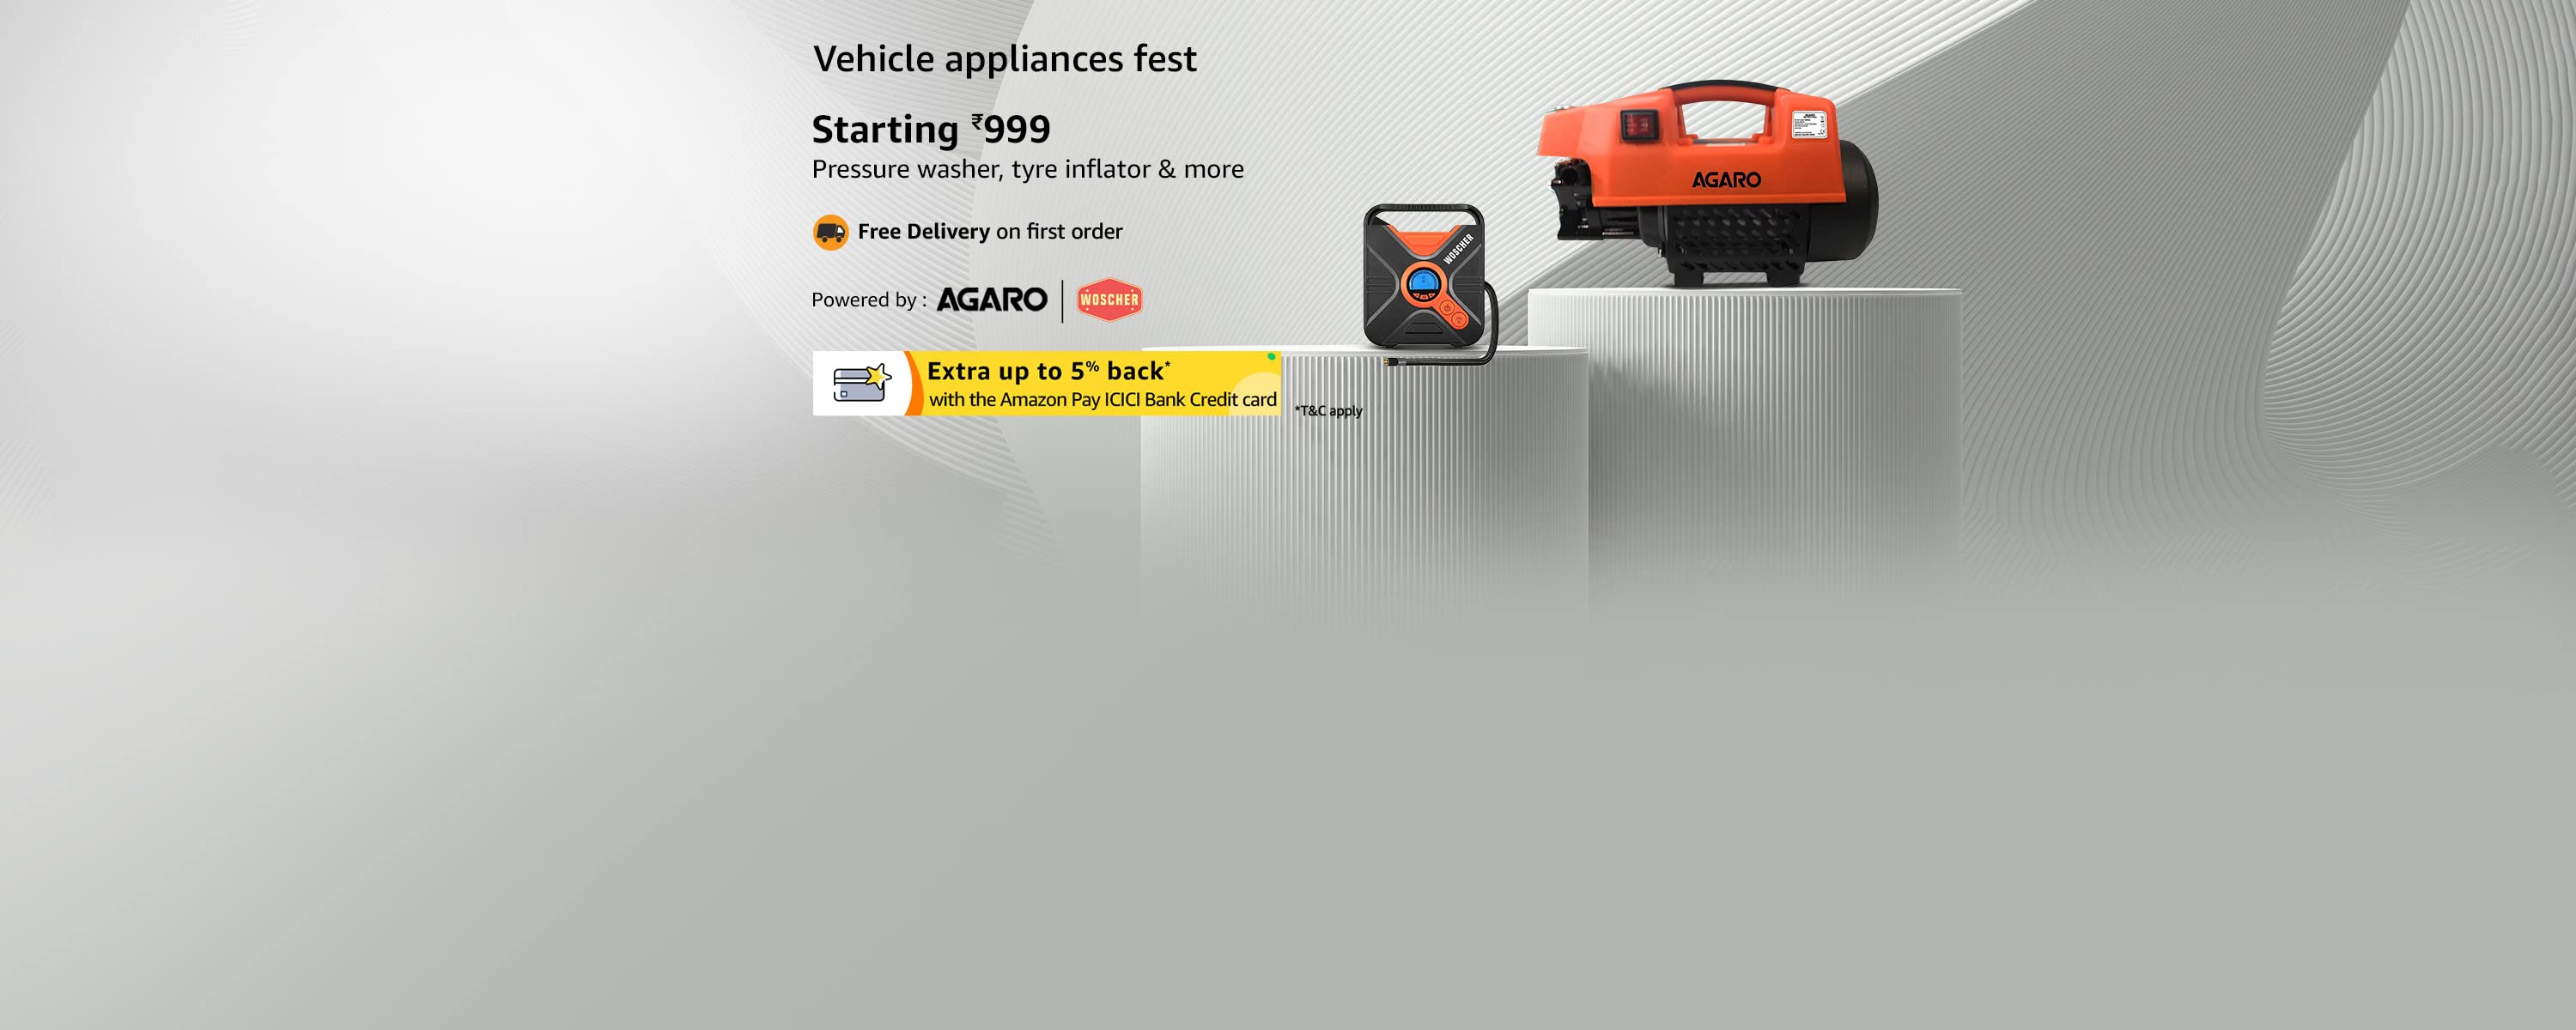 Vehicle appliances fest
Starting ₹999
Pressure washer, tyre inflator & more
Free Delivery on first order
Powered by : AGARO | WOSCHER
Extra up to 5% back*
with the Amazon Pay ICICI Bank Credit card
*T&C apply
WOSCHER
AGARO